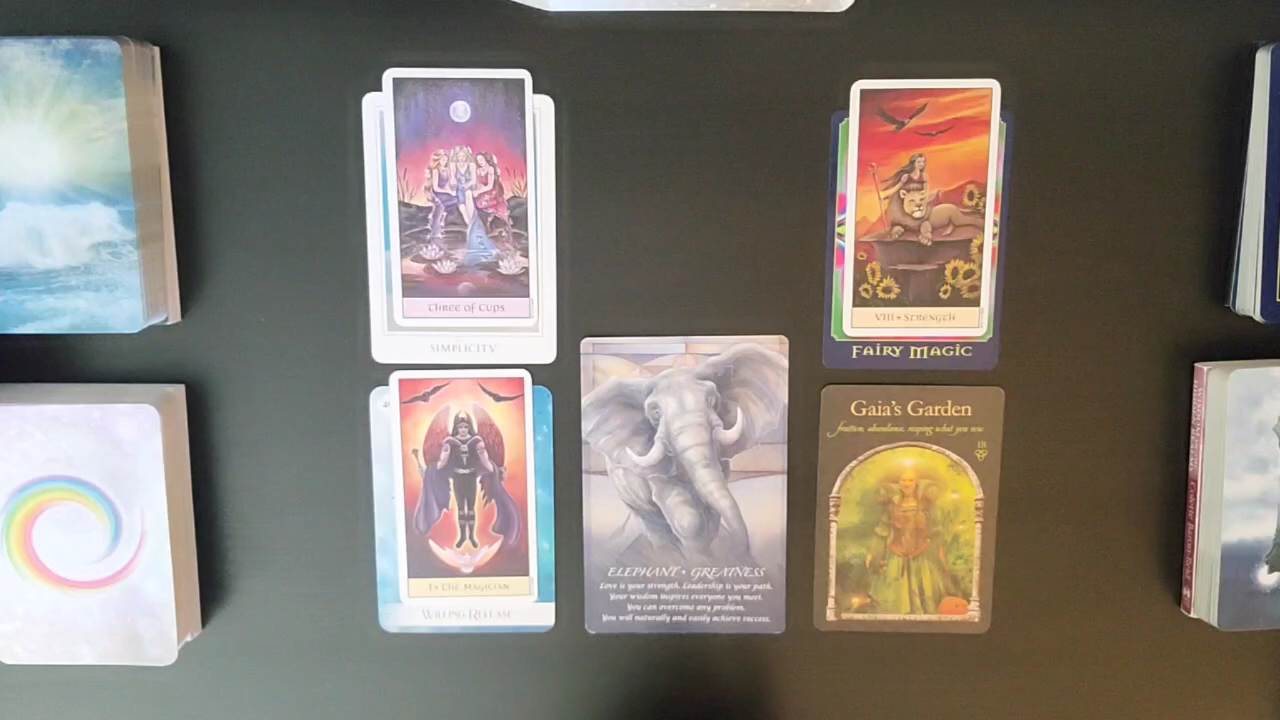 THREE OF CUPS
SIMPLICITY
VIII • STRENGTH
FAIRY MAGIC
I • THE MAGICIAN
WILLING RELEASE
ELEPHANT • GREATNESS
Love is your strength. Leadership is your path.
Your wisdom inspires everyone you meet.
You can overcome any problem.
You will naturally and easily achieve success.
Gaia's Garden
fruition, abundance, reaping what you sow
18